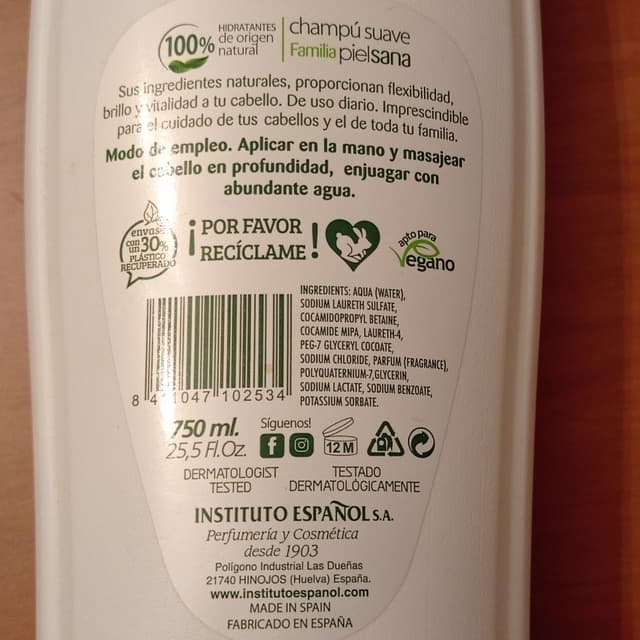 100%
HIDRATANTES
de origen
natural
champú suave
Familia pielsana
Sus ingredientes naturales, proporcionan flexibilidad,
brillo y vitalidad a tu cabello. De uso diario. Imprescindible
para el cuidado de tus cabellos y el de toda tu familia.
Modo de empleo. Aplicar en la mano y masajear
el cabello en profundidad, enjuagar con
abundante agua.
envase
con un 30%
PLÁSTICO
RECUPERADO
¡POR FAVOR
RECÍCLAME!
apto para
Vegano
INGREDIENTS: AQUA (WATER),
SODIUM LAURETH SULFATE,
COCAMIDOPROPYL BETAINE,
COCAMIDE MIPA, LAURETH-4,
PEG-7 GLYCERYL COCOATE,
SODIUM CHLORIDE, PARFUM (FRAGRANCE),
POLYQUATERNIUM-7,GLYCERIN,
SODIUM LACTATE, SODIUM BENZOATE,
POTASSIUM SORBATE.
102534
750 ml.
25,5 Fl.Oz.
Síguenos!
12 M
DERMATOLOGIST
TESTED
TESTADO
DERMATOLÓGICAMENTE
INSTITUTO ESPAÑOL S.A.
Perfumería y Cosmética
desde 1903
Polígono Industrial Las Dueñas
21740 HINOJOS (Huelva) España.
www.institutoespanol.com
MADE IN SPAIN
FABRICADO EN ESPAÑA